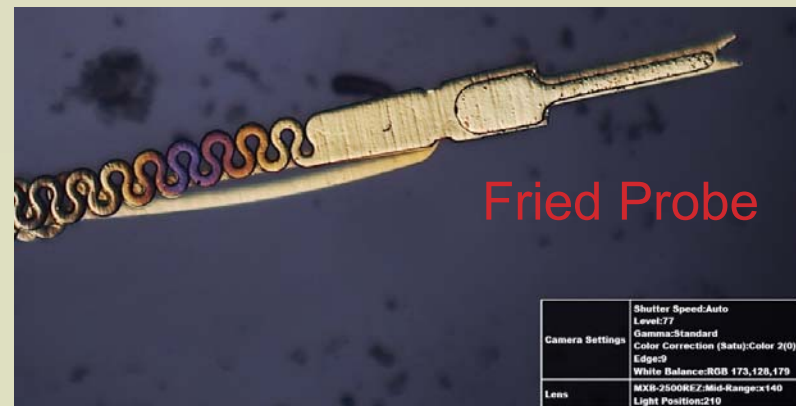 Fried Probe
Camera Settings
Shutter Speed:Auto
Level:77
Gamma:Standard
Color Correction (Satu):Color 2(0)
Edge:9
White Balance:RGB 173,128,179
Lens
MXB-2500REZ:Mid-Range:x140
Light Position:210